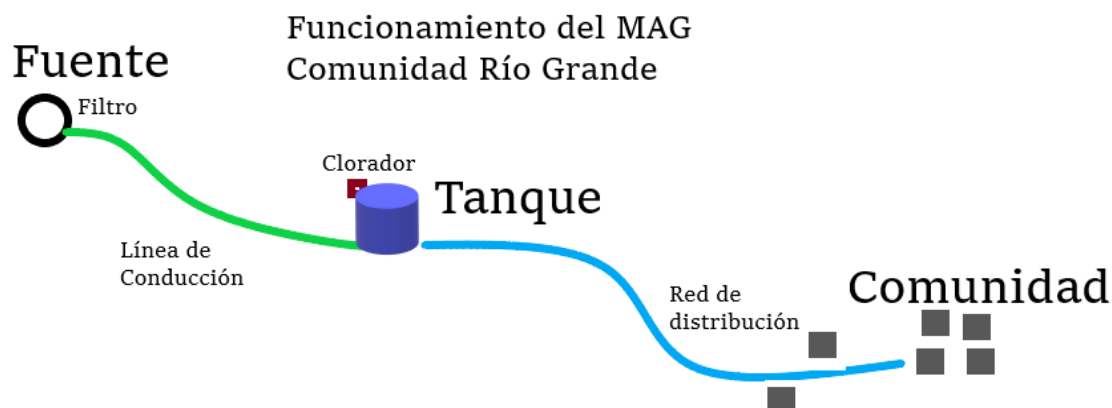 Funcionamiento del MAG
Comunidad Río Grande
Fuente
Filtro
Clorador
Tanque
Línea de
Conducción
Red de
distribución
Comunidad